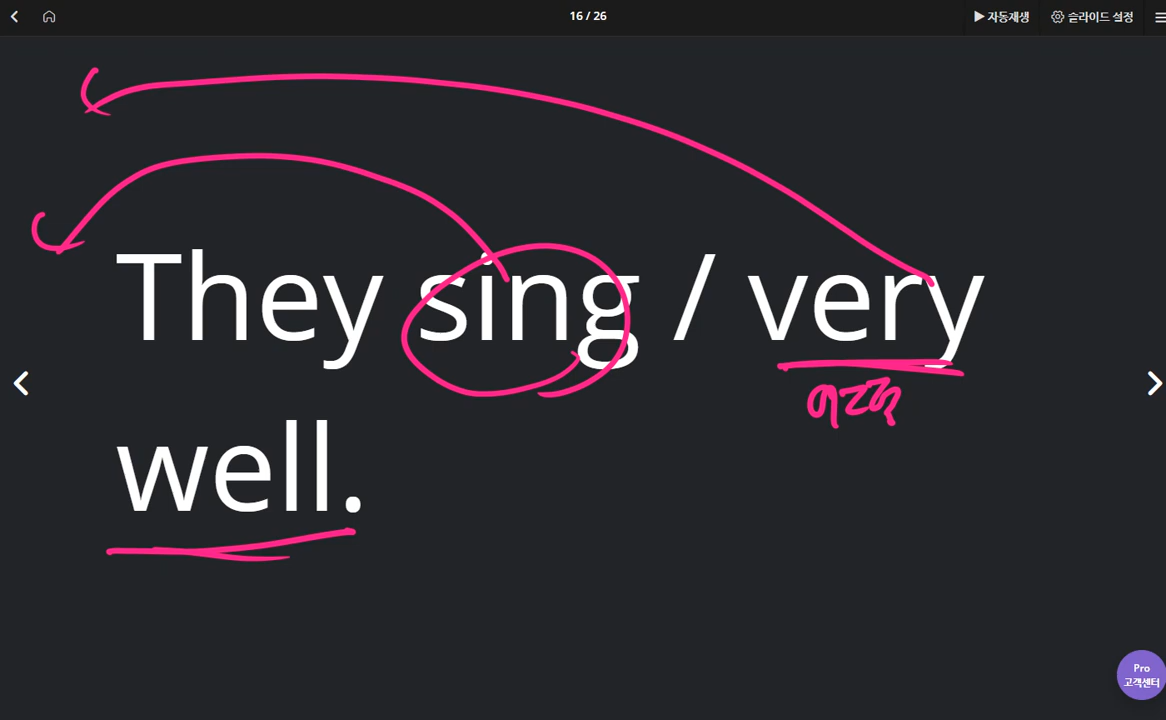 16 / 26
▶ 자동재생
슬라이드 설정
They sing / very
well.
Pro
고객센터